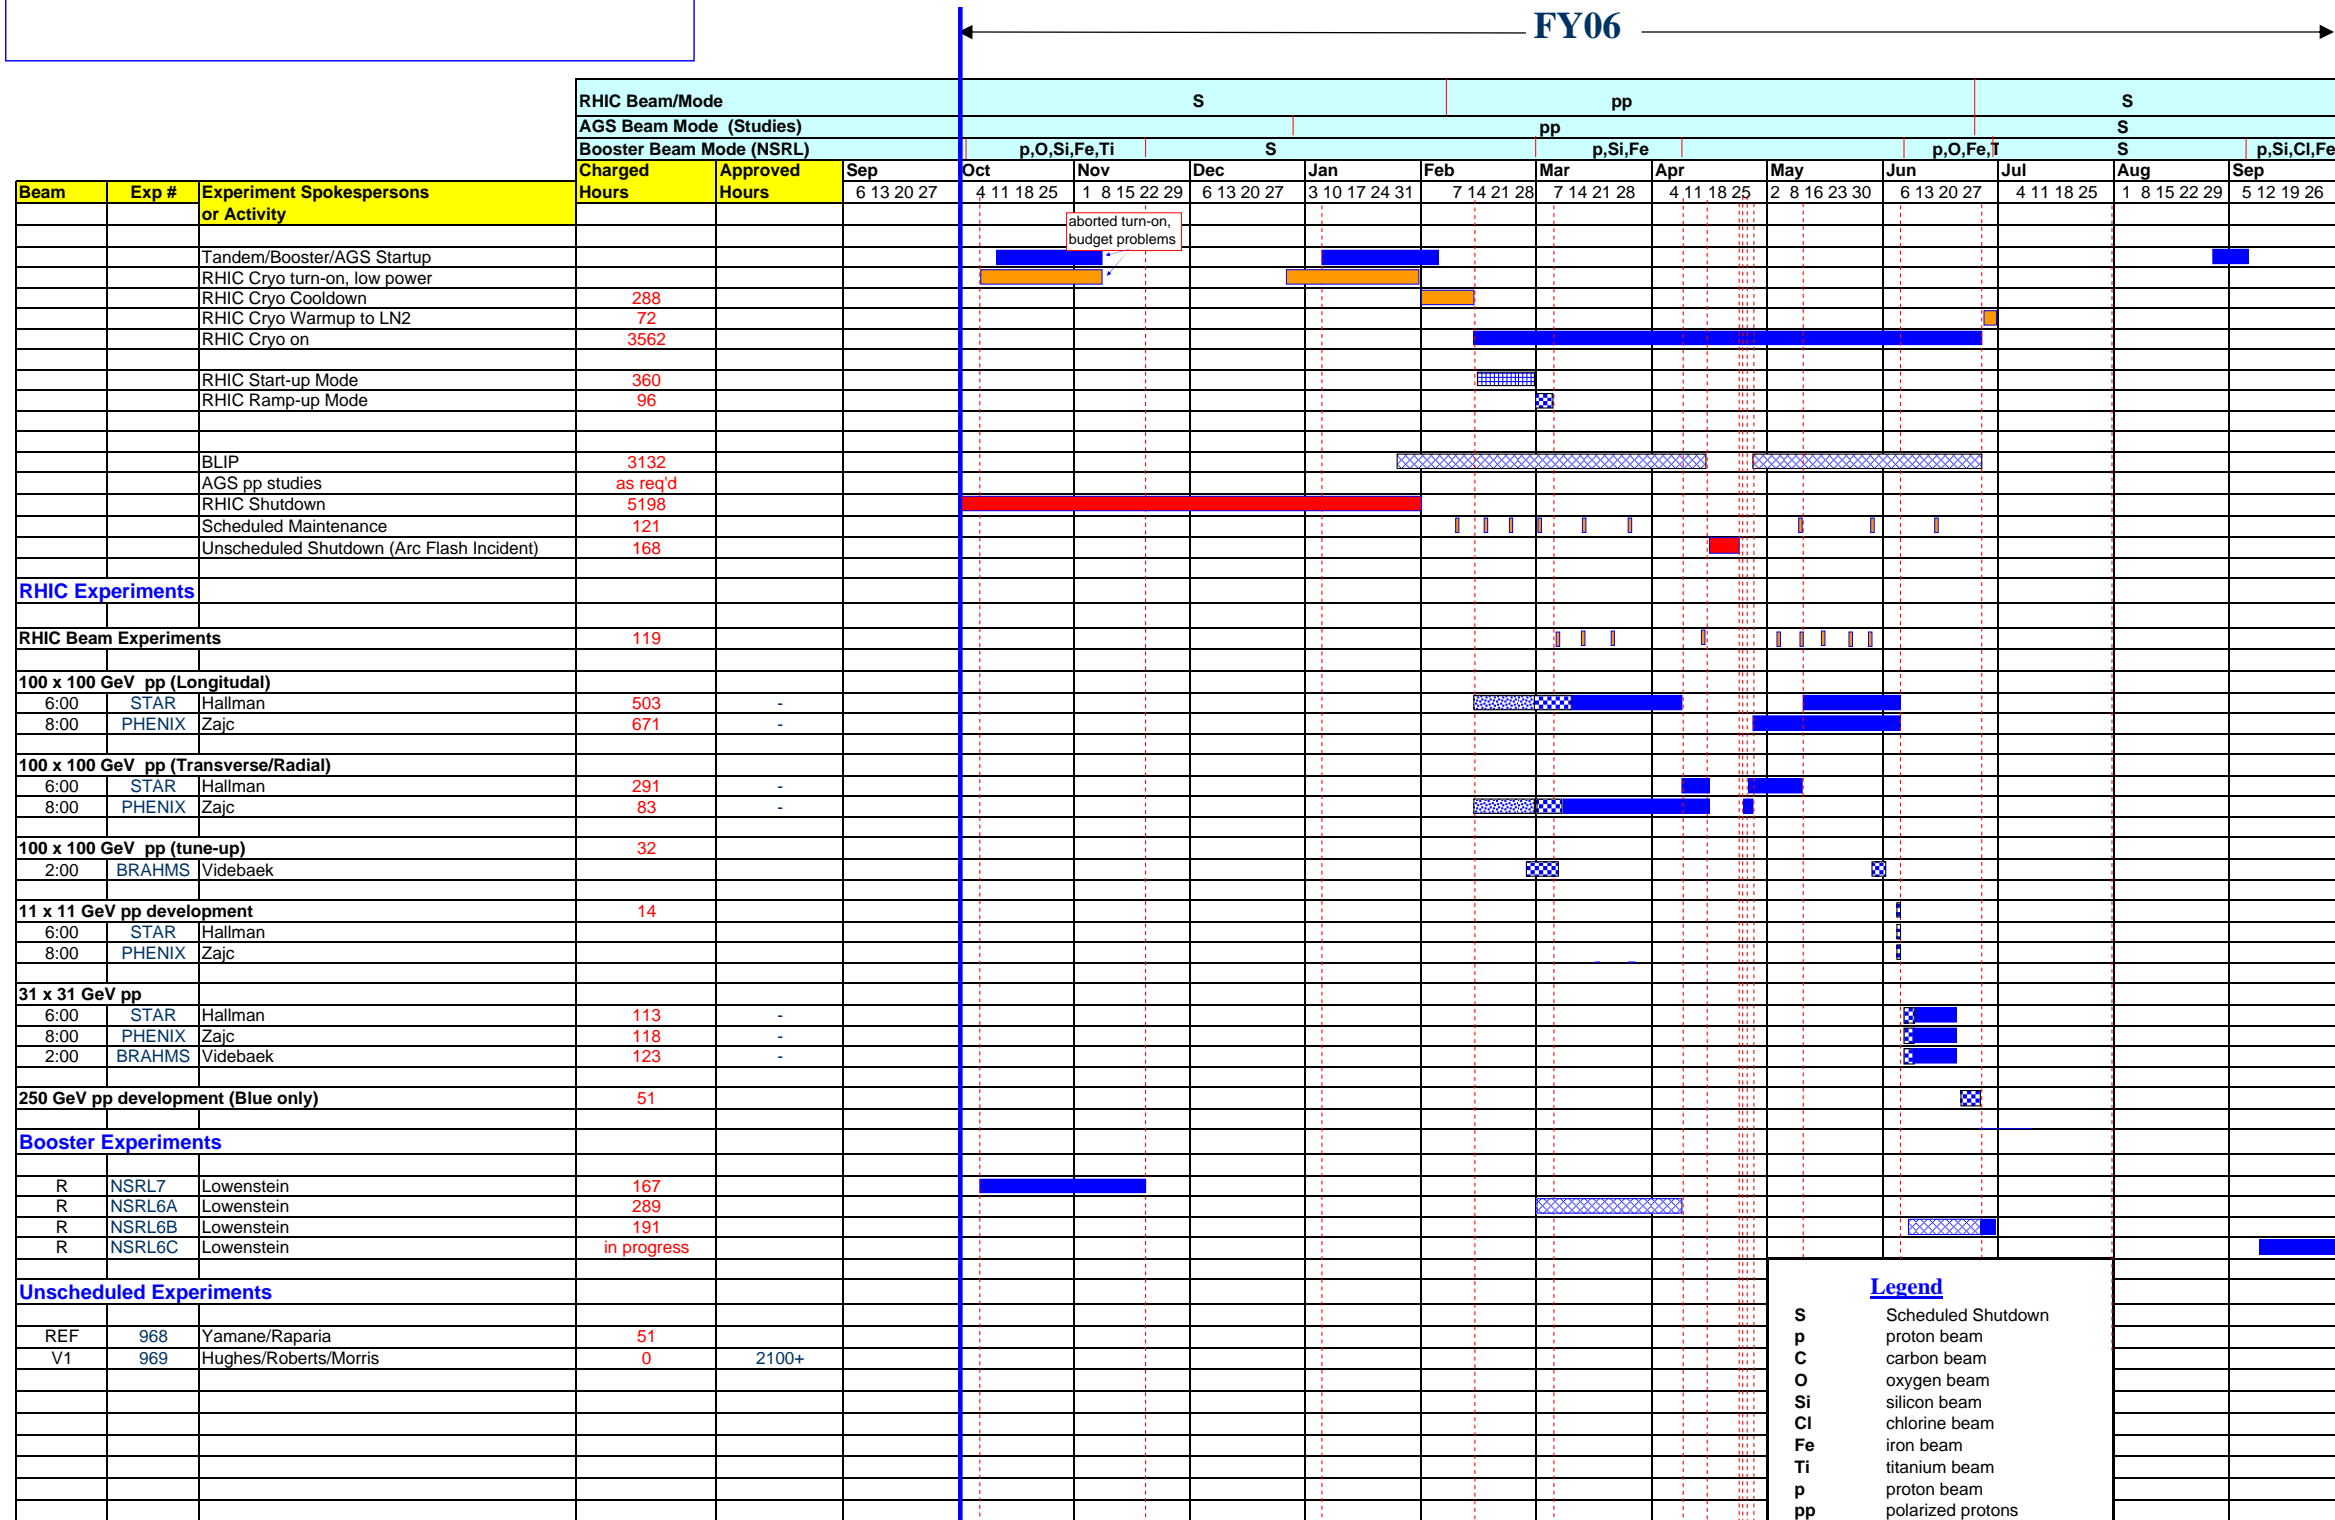 FY06
RHIC Beam/Mode S pp S
AGS Beam Mode (Studies) pp S
Booster Beam Mode (NSRL) p,O,Si,Fe,Ti S p,Si,Fe p,O,Fe,T S p,Si,Cl,Fe
Charged Approved Sep Oct Nov Dec Jan Feb Mar Apr May Jun Jul Aug Sep
Beam Exp # Experiment Spokespersons Hours Hours 6 13 20 27 4 11 18 25 1 8 15 22 29 6 13 20 27 3 10 17 24 31 7 14 21 28 7 14 21 28 4 11 18 25 2 8 16 23 30 6 13 20 27 4 11 18 25 1 8 15 22 29 5 12 19 26
or Activity
aborted turn-on,
budget problems
Tandem/Booster/AGS Startup
RHIC Cryo turn-on, low power
RHIC Cryo Cooldown 288
RHIC Cryo Warmup to LN2 72
RHIC Cryo on 3562
RHIC Start-up Mode 360
RHIC Ramp-up Mode 96
BLIP 3132
AGS pp studies as req'd
RHIC Shutdown 5198
Scheduled Maintenance 121
Unscheduled Shutdown (Arc Flash Incident) 168
RHIC Experiments
RHIC Beam Experiments 119
100 x 100 GeV pp (Longitudal)
6:00 STAR Hallman 503 -
8:00 PHENIX Zajc 671 -
100 x 100 GeV pp (Transverse/Radial)
6:00 STAR Hallman 291 -
8:00 PHENIX Zajc 83 -
100 x 100 GeV pp (tune-up) 32
2:00 BRAHMS Videbaek
11 x 11 GeV pp development 14
6:00 STAR Hallman
8:00 PHENIX Zajc
31 x 31 GeV pp
6:00 STAR Hallman 113 -
8:00 PHENIX Zajc 118 -
2:00 BRAHMS Videbaek 123 -
250 GeV pp development (Blue only) 51
Booster Experiments
R NSRL7 Lowenstein 167
R NSRL6A Lowenstein 289
R NSRL6B Lowenstein 191
R NSRL6C Lowenstein in progress
Unscheduled Experiments
REF 968 Yamane/Raparia 51
V1 969 Hughes/Roberts/Morris 0 2100+
Legend
S Scheduled Shutdown
p proton beam
C carbon beam
O oxygen beam
Si silicon beam
Cl chlorine beam
Fe iron beam
Ti titanium beam
p proton beam
pp polarized protons